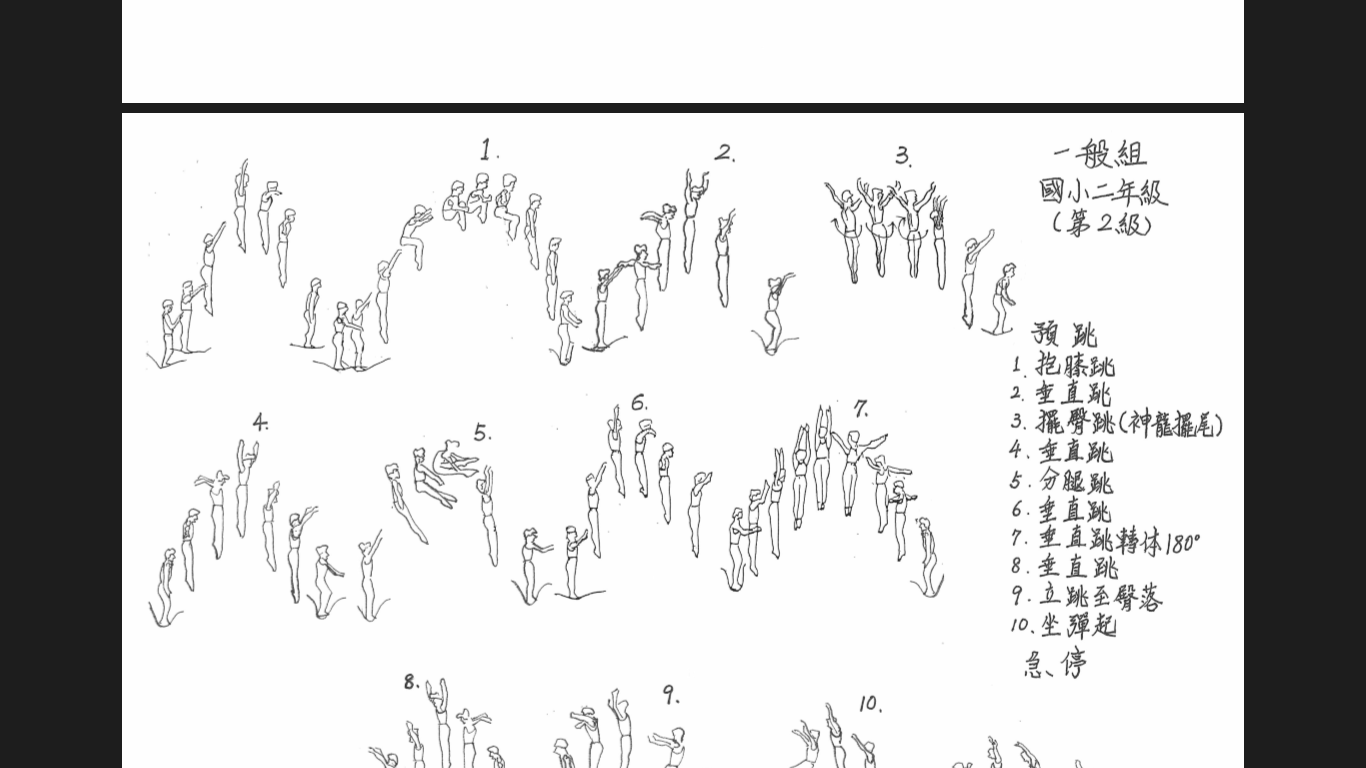 1.
2.
3.
一般組
國小二年級
(第2級)
預跳
1. 抱膝跳
2. 垂直跳
3. 擺臀跳(神龍擺尾)
4. 垂直跳
5. 分腿跳
6. 垂直跳
7. 垂直跳轉体180°
8. 垂直跳
9. 立跳至臀落
10. 坐彈起
急、停
4.
5.
6.
7.
8.
9.
10.